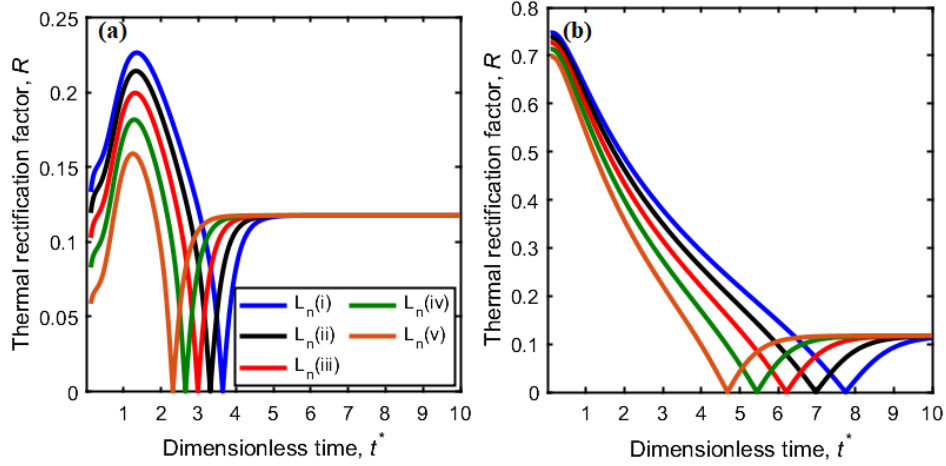 (a)
Thermal rectification factor, R
0.25
0.2
0.15
0.1
0.05
0
L_n(i)
L_n(ii)
L_n(iii)
L_n(iv)
L_n(v)
1 2 3 4 5 6 7 8 9 10
Dimensionless time, t*
(b)
Thermal rectification factor, R
0.8
0.7
0.6
0.5
0.4
0.3
0.2
0.1
0
1 2 3 4 5 6 7 8 9 10
Dimensionless time, t*